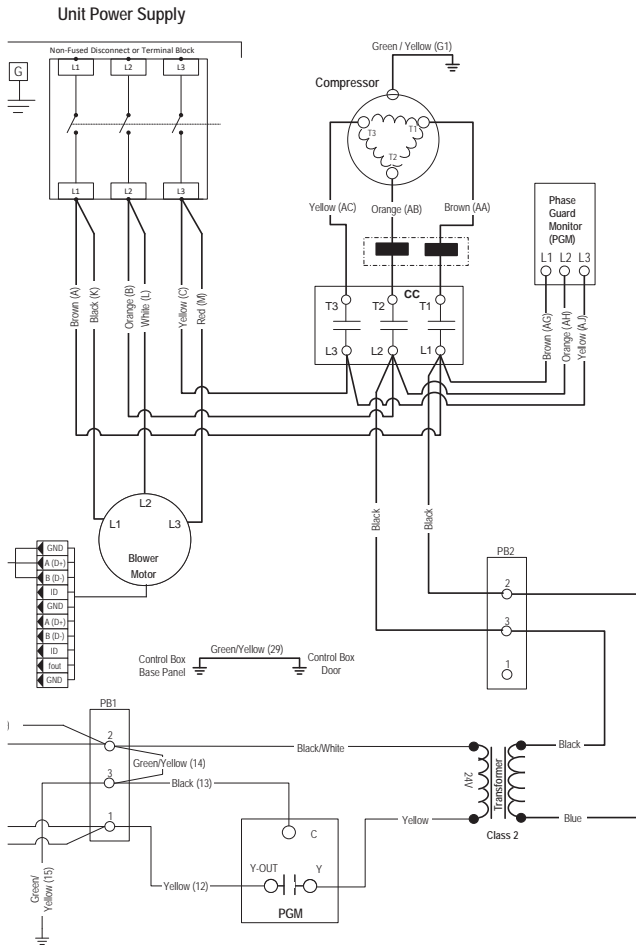 Unit Power Supply
Non-Fused Disconnect or Terminal Block
L1 L2 L3
G
L1 L2 L3
Green / Yellow (G1)
Compressor
T3 T1
T2
Yellow (AC)
Orange (AB)
Brown (AA)
Phase
Guard
Monitor
(PGM)
L1 L2 L3
CC
T3 T2 T1
L3 L2 L1
Brown (A)
Black (K)
Orange (B)
White (L)
Yellow (C)
Red (M)
Brown (AG)
Orange (AH)
Yellow (AJ)
L2
L1 L3
Blower
Motor
Black
Black
PB2
2
3
1
GND
A (D+)
B (D-)
ID
GND
A (D+)
B (D-)
ID
fout
GND
Green/Yellow (29)
Control Box
Base Panel
Control Box
Door
PB1
)
2
Black/White
Black
Green/Yellow (14)
3
Black (13)
24V
Transformer
1
C
Yellow
Blue
Class 2
Y-OUT Y
Yellow (12)
PGM
Green/
Yellow (15)